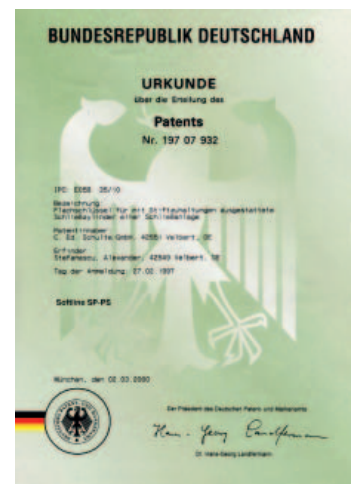 BUNDESREPUBLIK DEUTSCHLAND
URKUNDE
über die Erteilung des
Patents
Nr. 197 07 932
IPC: E05B 35/10
Bezeichnung:
Flachschlüssel für mit Stiftzuhaltungen ausgestattete
Schließzylinder einer Schließanlage
Patentinhaber:
C. Ed. Schulte GmbH, 42551 Velbert, DE
Erfinder:
Stefanescu, Alexander, 42549 Velbert, DE
Tag der Anmeldung: 27.02.1997
Softline SP-PS
München, den 02.03.2000
Der Präsident des Deutschen Patent- und Markenamts
Hans-Georg Landfermann
Dr. Hans-Georg Landfermann